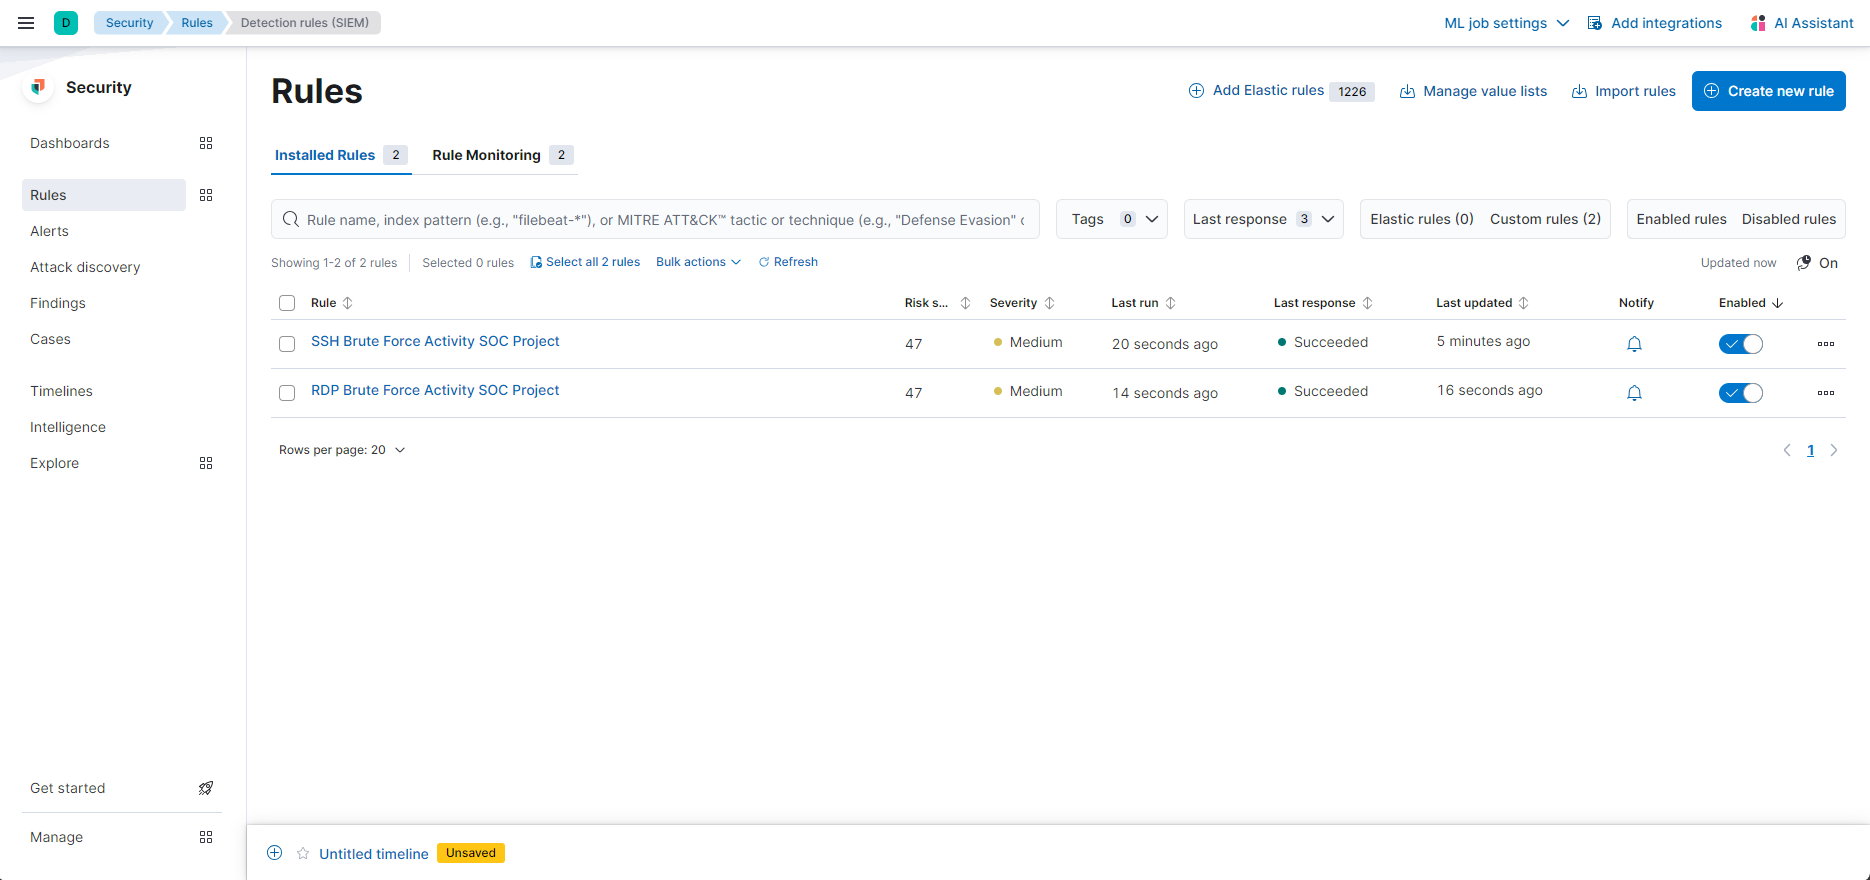 D Security Rules Detection rules (SIEM) ML job settings Add integrations AI Assistant
Security
Dashboards
Rules
Alerts
Attack discovery
Findings
Cases
Timelines
Intelligence
Explore
Get started
Manage
Rules
Add Elastic rules 1226 Manage value lists Import rules Create new rule
Installed Rules 2 Rule Monitoring 2
Rule name, index pattern (e.g., "filebeat-*"), or MITRE ATT&CK™ tactic or technique (e.g., "Defense Evasion" Tags 0 Last response 3 Elastic rules (0) Custom rules (2) Enabled rules Disabled rules
Showing 1-2 of 2 rules Selected 0 rules Select all 2 rules Bulk actions Refresh Updated now On
Rule Risk s... Severity Last run Last response Last updated Notify Enabled
SSH Brute Force Activity SOC Project 47 Medium 20 seconds ago Succeeded 5 minutes ago
RDP Brute Force Activity SOC Project 47 Medium 14 seconds ago Succeeded 16 seconds ago
Rows per page: 20 1
Untitled timeline Unsaved